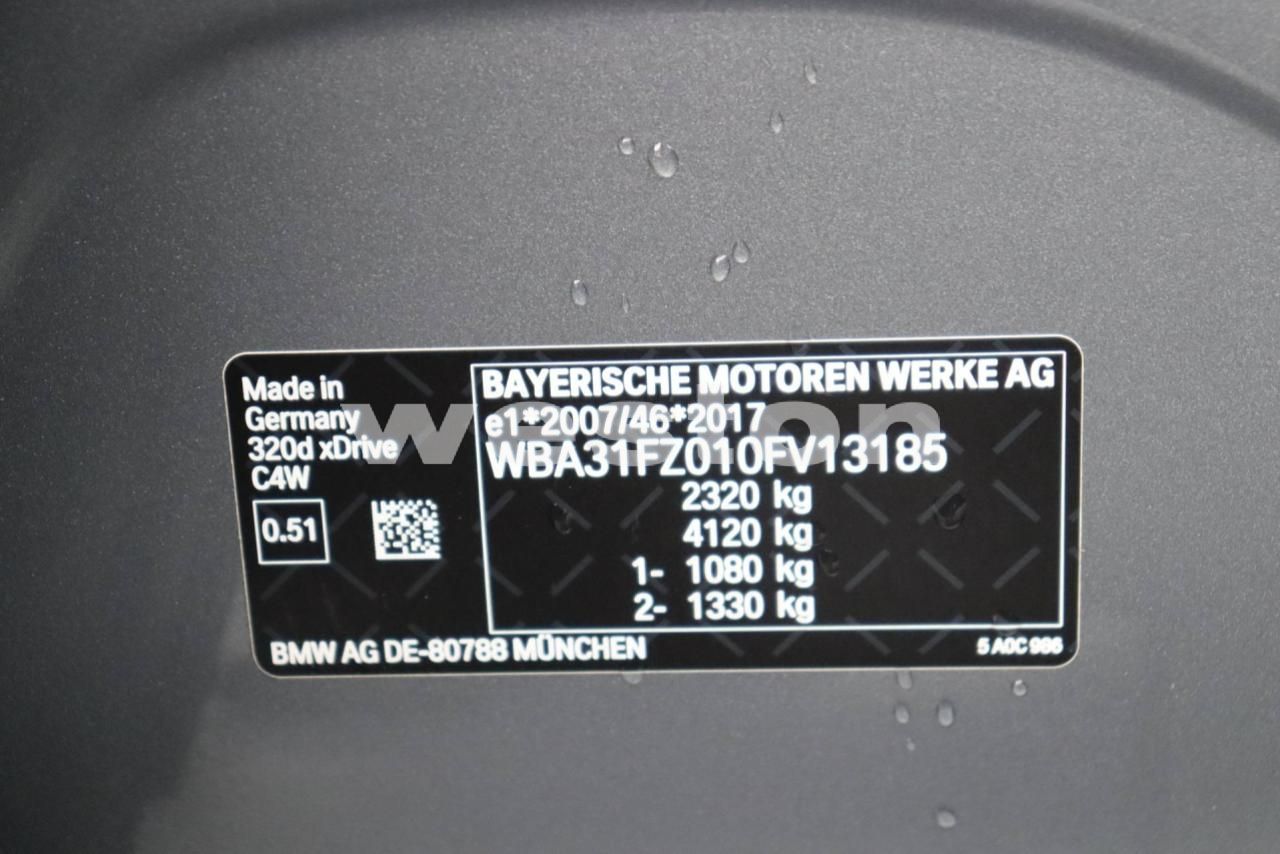 Made in
Germany
320d xDrive
C4W
0.51
BAYERISCHE MOTOREN WERKE AG
e1*2007/46*2017
WBA31FZ010FV13185
2320 kg
4120 kg
1- 1080 kg
2- 1330 kg
BMW AG DE-80788 MÜNCHEN
5 A0C 986
weslon